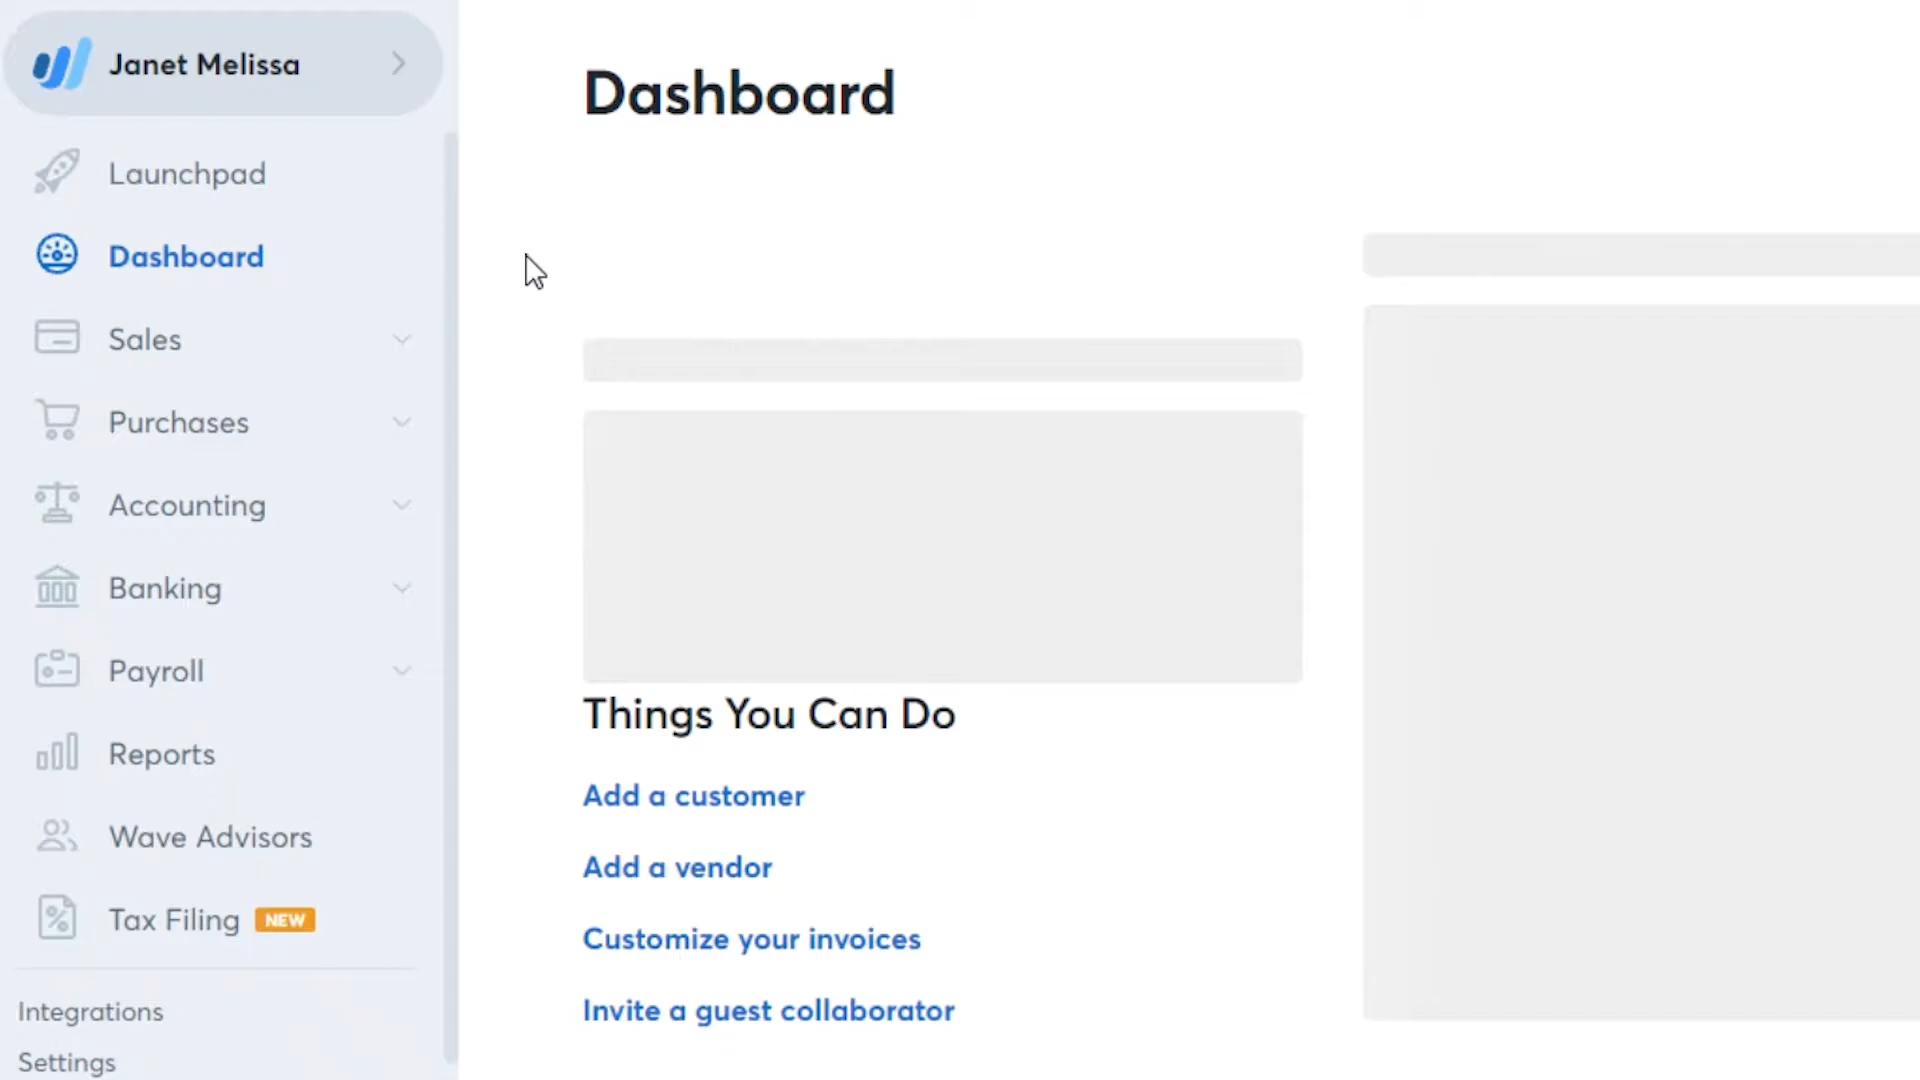 Janet Melissa
Launchpad
Dashboard
Sales
Purchases
Accounting
Banking
Payroll
Reports
Wave Advisors
Tax Filing NEW
Integrations
Settings
Dashboard
Things You Can Do
Add a customer
Add a vendor
Customize your invoices
Invite a guest collaborator